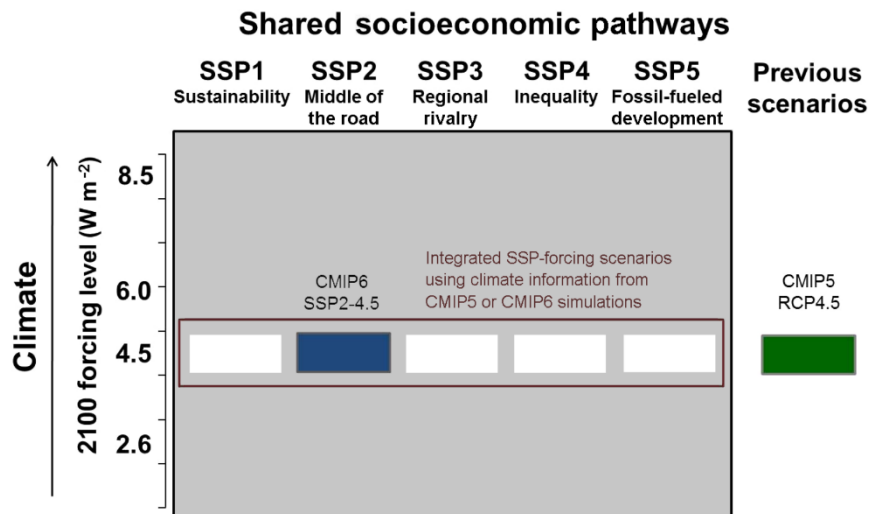 Shared socioeconomic pathways
SSP1
Sustainability
SSP2
Middle of
the road
SSP3
Regional
rivalry
SSP4
Inequality
SSP5
Fossil-fueled
development
Previous
scenarios
Climate
2100 forcing level (W m⁻²)
8.5
6.0
4.5
2.6
CMIP6
SSP2-4.5
Integrated SSP-forcing scenarios
using climate information from
CMIP5 or CMIP6 simulations
CMIP5
RCP4.5